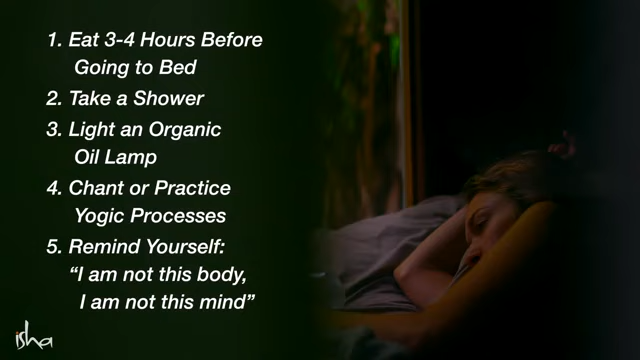 1. Eat 3-4 Hours Before
Going to Bed
2. Take a Shower
3. Light an Organic
Oil Lamp
4. Chant or Practice
Yogic Processes
5. Remind Yourself:
“I am not this body,
I am not this mind”
isha